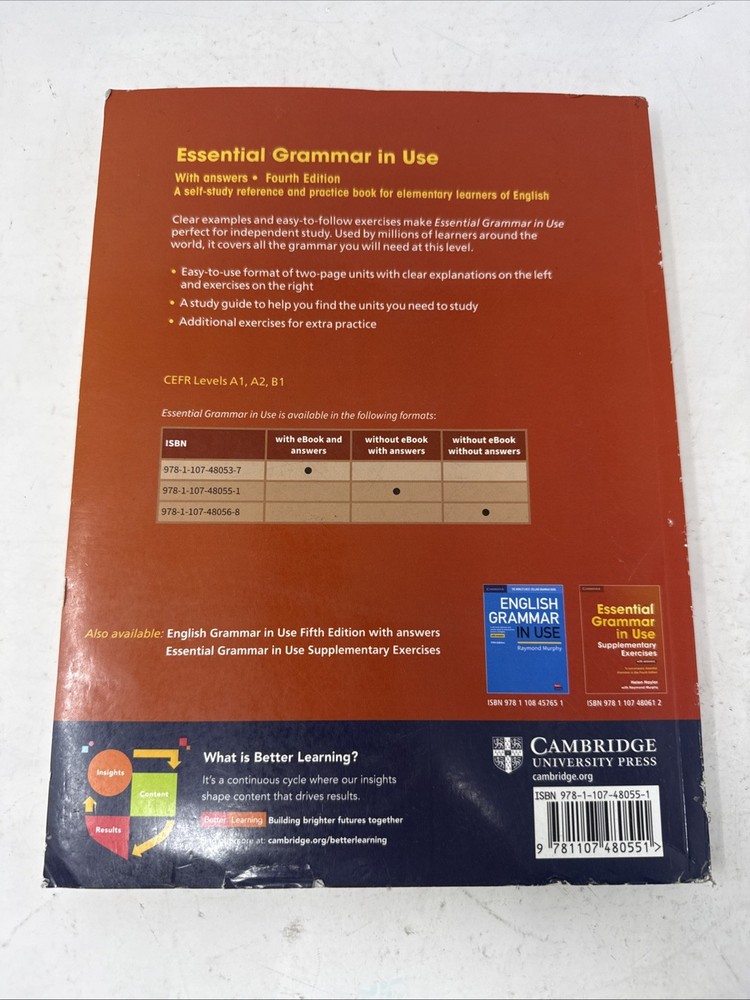 Essential Grammar in Use
With answers • Fourth Edition
A self-study reference and practice book for elementary learners of English
Clear examples and easy-to-follow exercises make Essential Grammar in Use
perfect for independent study. Used by millions of learners around the
world, it covers all the grammar you will need at this level.
• Easy-to-use format of two-page units with clear explanations on the left
and exercises on the right
• A study guide to help you find the units you need to study
• Additional exercises for extra practice
CEFR Levels A1, A2, B1
Essential Grammar in Use is available in the following formats:
ISBN with eBook and answers without eBook with answers without eBook without answers
978-1-107-48053-7 ●
978-1-107-48055-1 ●
978-1-107-48056-8 ●
Also available: English Grammar in Use Fifth Edition with answers
Essential Grammar in Use Supplementary Exercises
ENGLISH
GRAMMAR
IN USE
Raymond Murphy
ISBN 978 1 108 45765 1
Essential
Grammar
in Use
Supplementary
Exercises
Helen Naylor
with Raymond Murphy
ISBN 978 1 107 48061 2
Insights
Content
Results
What is Better Learning?
It's a continuous cycle where our insights
shape content that drives results.
Better Learning Building brighter futures together
more at: cambridge.org/betterlearning
CAMBRIDGE
UNIVERSITY PRESS
cambridge.org
ISBN 978-1-107-48055-1
9 781107 480551 >